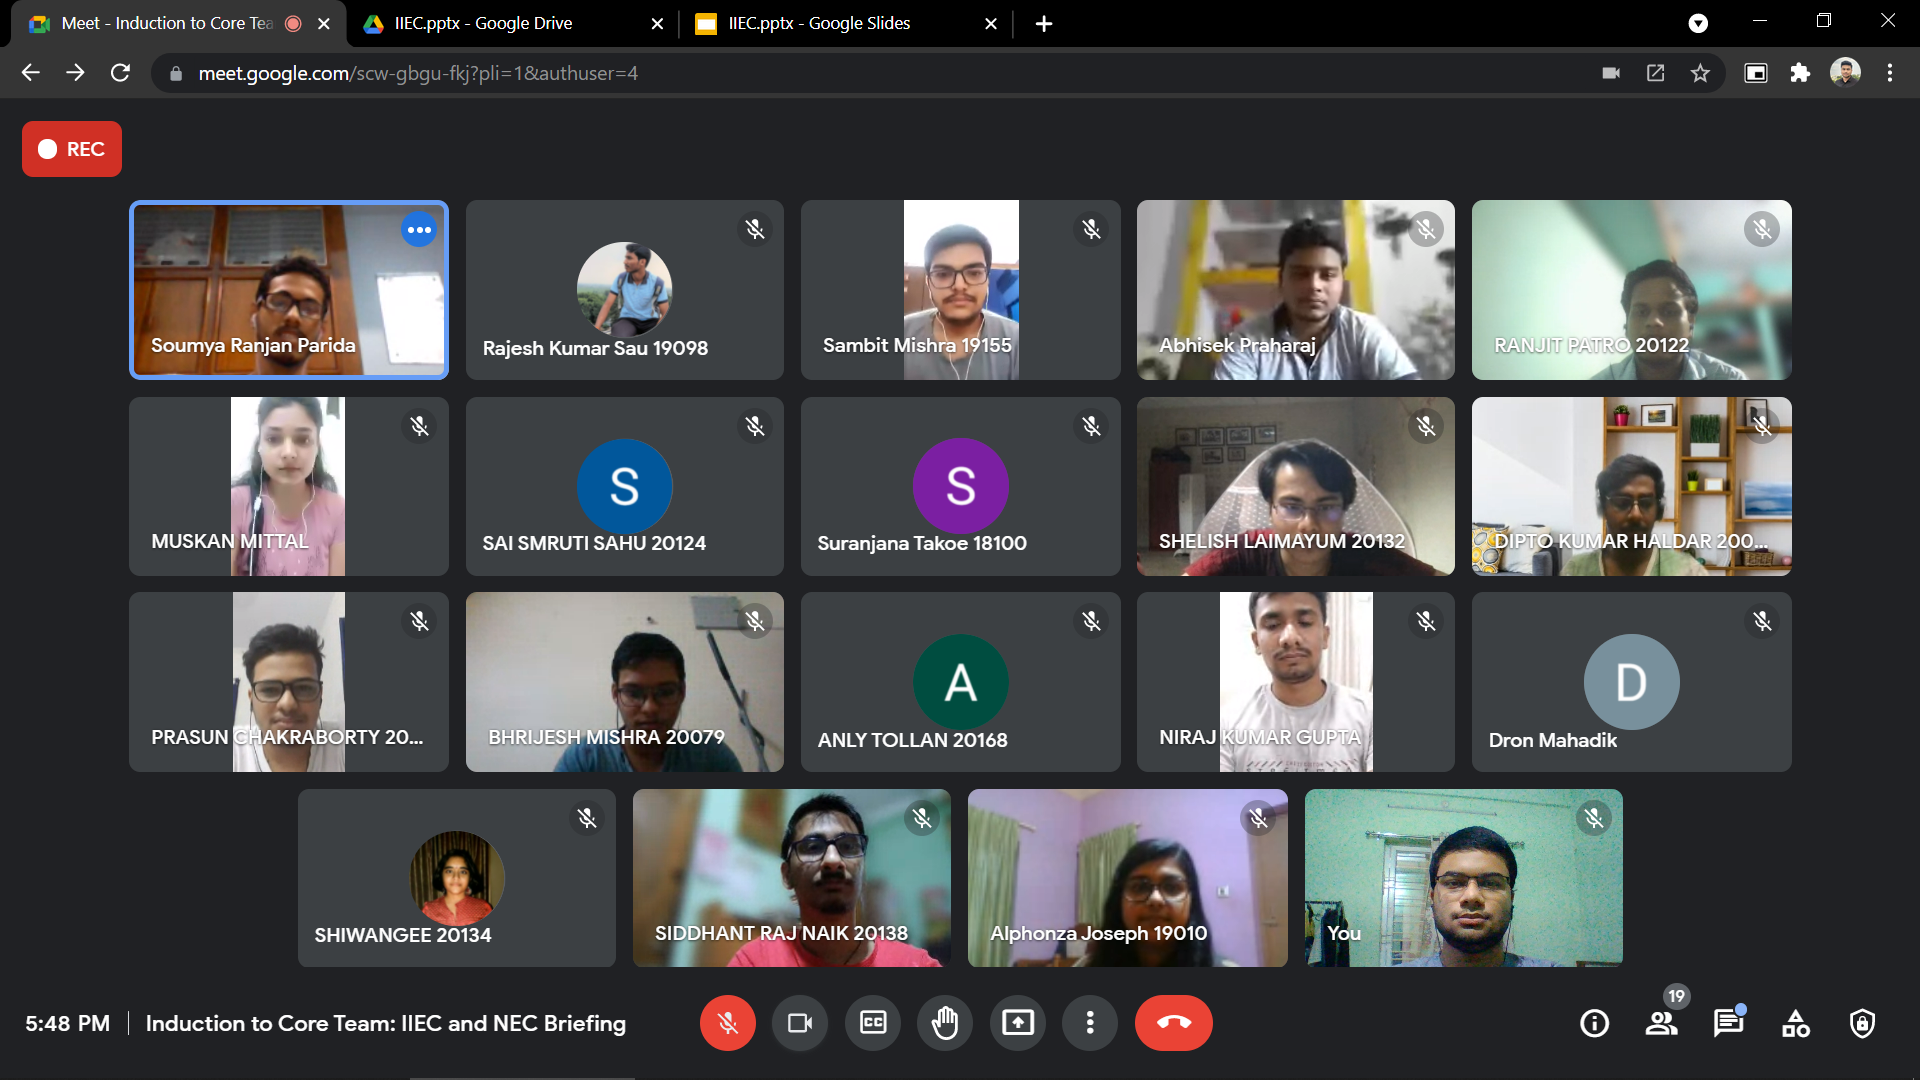 Meet - Induction to Core Tea
IIEC.pptx - Google Drive
IIEC.pptx - Google Slides
meet.google.com/scw-gbgu-fkj?pli=1&authuser=4
REC
Soumya Ranjan Parida
Rajesh Kumar Sau 19098
Sambit Mishra 19155
Abhisek Praharaj
RANJIT PATRO 20122
MUSKAN MITTAL
S
SAI SMRUTI SAHU 20124
S
Suranjana Takoe 18100
SHELISH LAIMAYUM 20132
DIPTO KUMAR HALDAR 200...
PRASUN CHAKRABORTY 20...
BHRIJESH MISHRA 20079
A
ANLY TOLLAN 20168
NIRAJ KUMAR GUPTA
D
Dron Mahadik
SHIWANGEE 20134
SIDDHANT RAJ NAIK 20138
Alphonza Joseph 19010
You
5:48 PM
Induction to Core Team: IIEC and NEC Briefing
CC
19